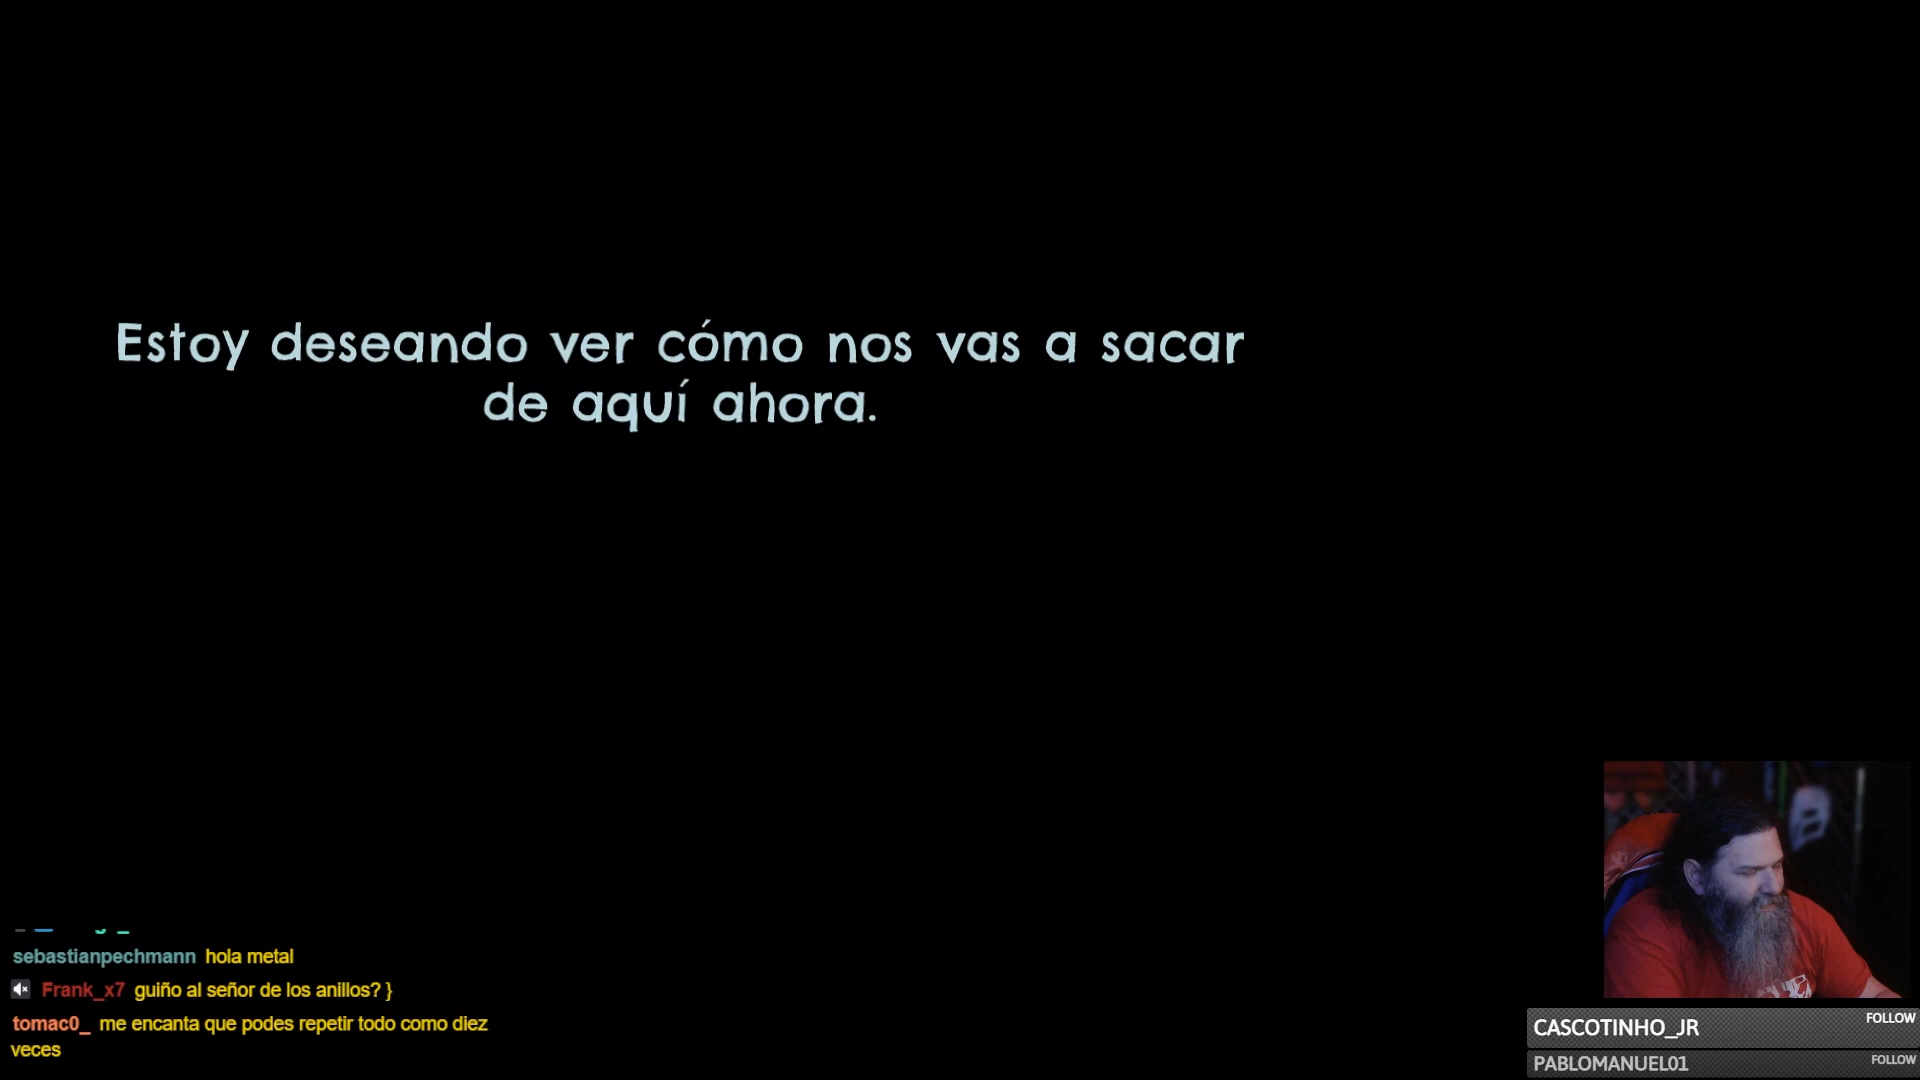 Estoy deseando ver cómo nos vas a sacar
de aquí ahora.
sebastianpechmann hola metal
Frank_x7 guiño al señor de los anillos? }
tomac0_ me encanta que podes repetir todo como diez
veces
CASCOTINHO_JR FOLLOW
PABLOMANUEL01 FOLLOW